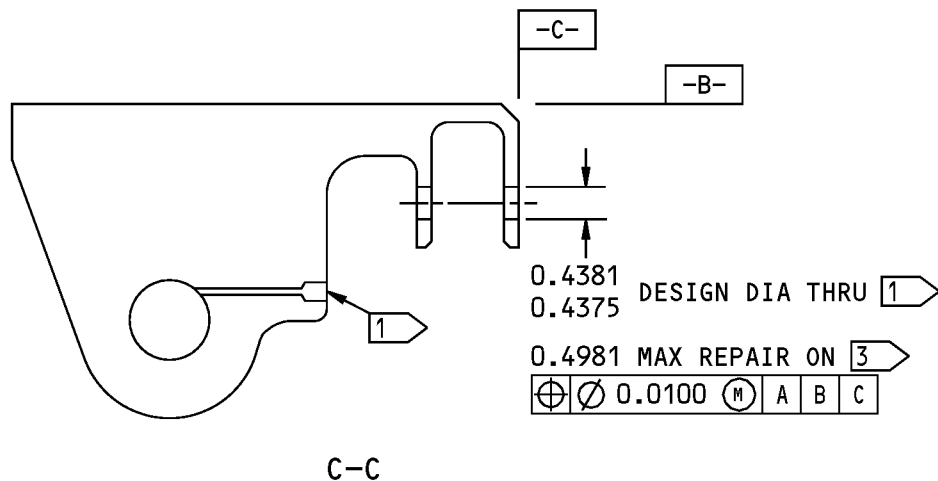 -C-
-B-
0.4381
0.4375 DESIGN DIA THRU 1
1
0.4981 MAX REPAIR ON 3
⌖ ⌀ 0.0100 Ⓜ A B C
C-C